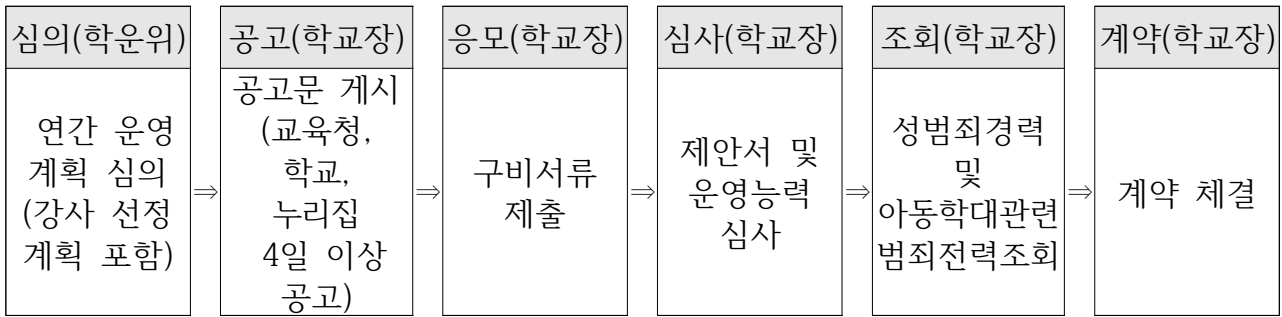 심의(학운위)
연간 운영
계획 심의
(강사 선정
계획 포함)
⇒
공고(학교장)
공고문 게시
(교육청,
학교,
누리집
4일 이상
공고)
⇒
응모(학교장)
구비서류
제출
⇒
심사(학교장)
제안서 및
운영능력
심사
⇒
조회(학교장)
성범죄경력
및
아동학대관련
범죄전력조회
⇒
계약(학교장)
계약 체결